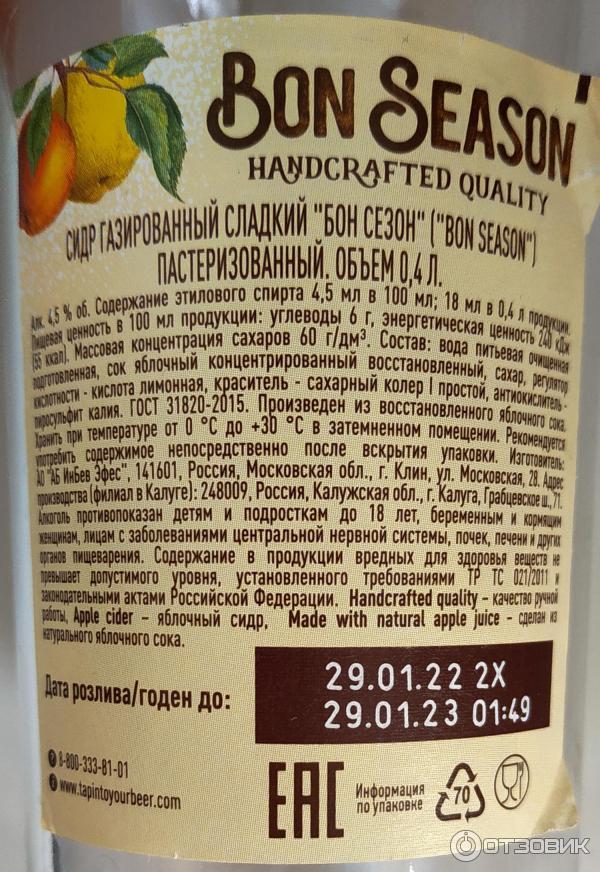 BON SEASON
HANDCRAFTED QUALITY
СИДР ГАЗИРОВАННЫЙ СЛАДКИЙ "БОН СЕЗОН" ("BON SEASON")
ПАСТЕРИЗОВАННЫЙ. ОБЪЕМ 0,4 Л.
Алк. 4,5 % об. Содержание этилового спирта 4,5 мл в 100 мл; 18 мл в 0,4 л продукции.
Пищевая ценность в 100 мл продукции: углеводы 6 г, энергетическая ценность 240 кДж
(55 ккал). Массовая концентрация сахаров 60 г/дм³. Состав: вода питьевая очищенная
подготовленная, сок яблочный концентрированный восстановленный, сахар, регулятор
кислотности - кислота лимонная, краситель - сахарный колер I простой, антиокислитель -
пиросульфит калия. ГОСТ 31820-2015. Произведен из восстановленного яблочного сока.
Хранить при температуре от 0 °С до +30 °С в затемненном помещении. Рекомендуется
употребить содержимое непосредственно после вскрытия упаковки. Изготовитель:
АО "АБ ИнБев Эфес", 141601, Россия, Московская обл., г. Клин, ул. Московская, 28. Адрес
производства (филиал в Калуге): 248009, Россия, Калужская обл., г. Калуга, Грабцевское ш., 71.
Алкоголь противопоказан детям и подросткам до 18 лет, беременным и кормящим
женщинам, лицам с заболеваниями центральной нервной системы, почек, печени и других
органов пищеварения. Содержание в продукции вредных для здоровья веществ не
превышает допустимого уровня, установленного требованиями ТР ТС 021/2011 и
законодательными актами Российской Федерации. Handcrafted quality - качество ручной
работы, Apple cider - яблочный сидр, Made with natural apple juice - сделан из
натурального яблочного сока.
Дата розлива/годен до:
29.01.22 2X
29.01.23 01:49
8-800-333-81-01
www.tapintoyourbeer.com
EAC
Информация
по упаковке
70
ОТЗОВИК